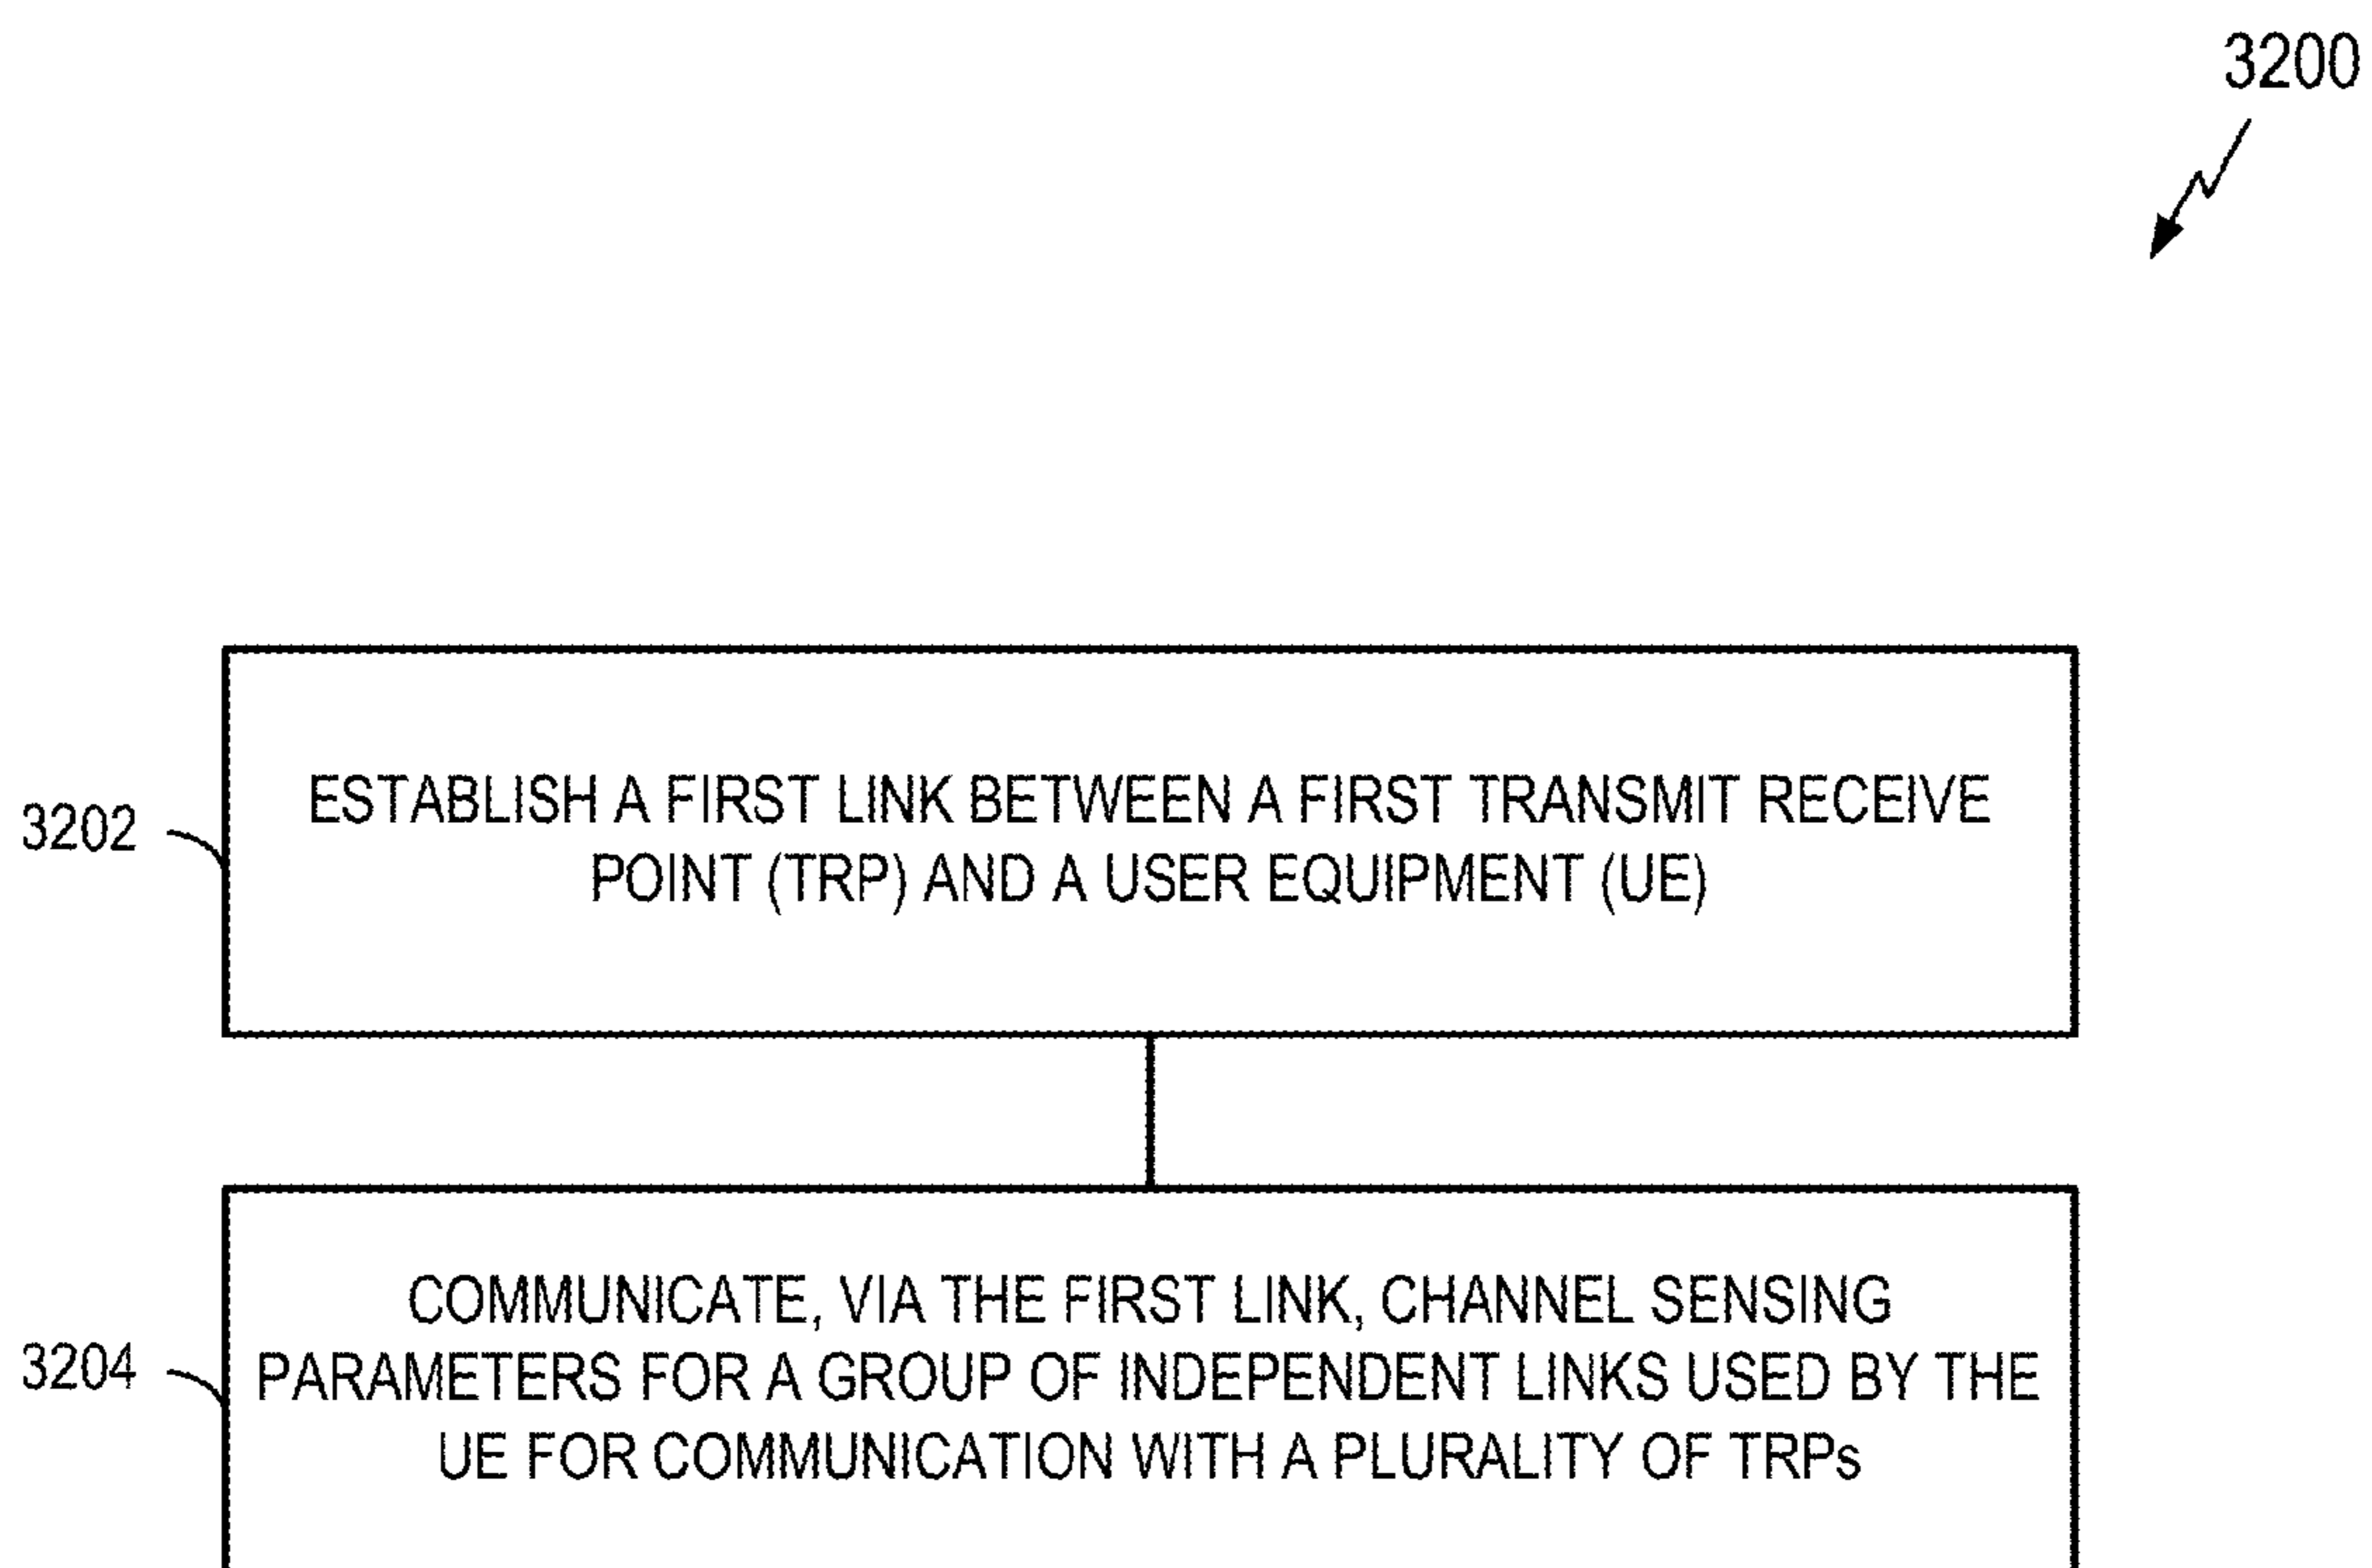 3200
3202
ESTABLISH A FIRST LINK BETWEEN A FIRST TRANSMIT RECEIVE
POINT (TRP) AND A USER EQUIPMENT (UE)
3204
COMMUNICATE, VIA THE FIRST LINK, CHANNEL SENSING
PARAMETERS FOR A GROUP OF INDEPENDENT LINKS USED BY THE
UE FOR COMMUNICATION WITH A PLURALITY OF TRPs